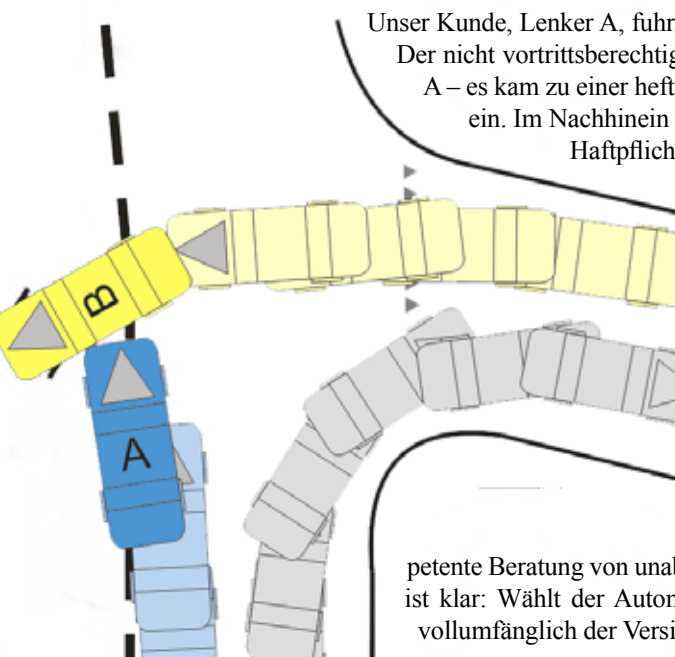 Unser Kunde, Lenker A, fuhr
Der nicht vortrittsberechtig
A – es kam zu einer heft
ein. Im Nachhinein
Haftpflich
B
A
petente Beratung von unab
ist klar: Wählt der Autom
vollumfänglich der Versi